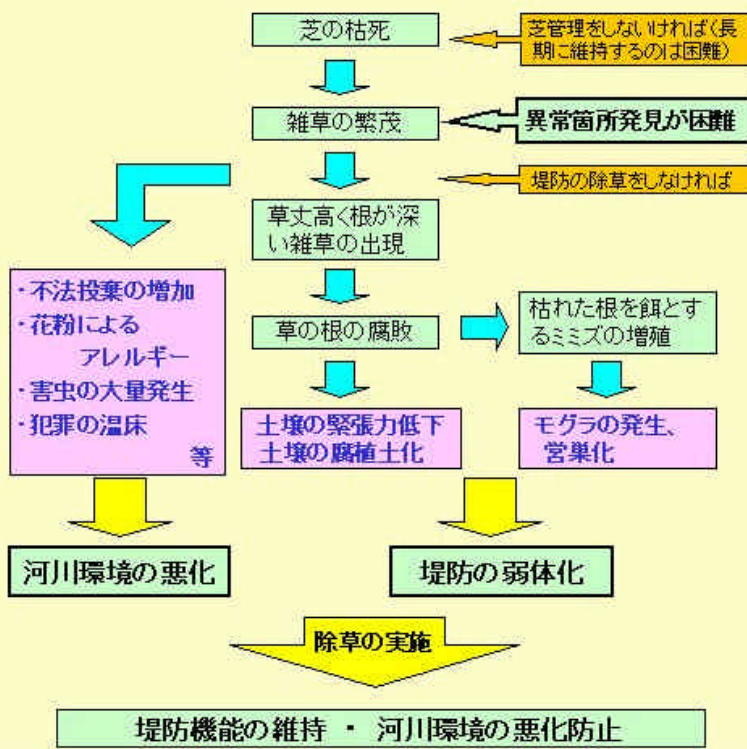 芝の枯死
芝管理をしないければ(長
期に維持するのは困難)
雑草の繁茂
異常箇所発見が困難
堤防の除草をしなければ
草丈高く根が深
い雑草の出現
・不法投棄の増加
・花粉による
アレルギー
・害虫の大量発生
・犯罪の温床
等
草の根の腐敗
枯れた根を餌とす
るミミズの増殖
土壌の緊張力低下
土壌の腐植土化
モグラの発生、
営巣化
河川環境の悪化
堤防の弱体化
除草の実施
堤防機能の維持 ・ 河川環境の悪化防止